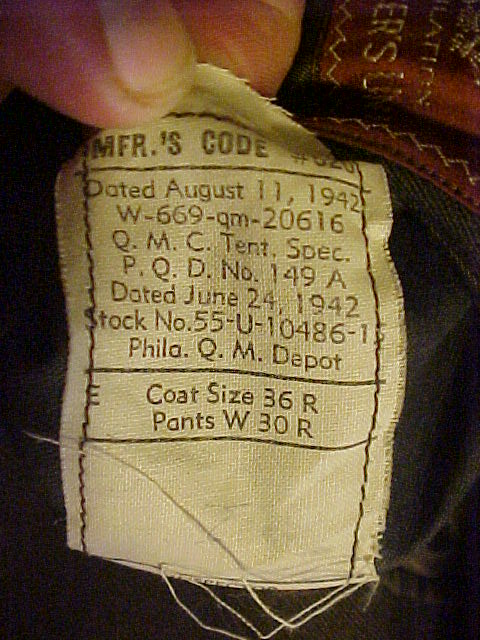 MFR.'S CODE
Dated August 11, 1942
W-669-qm-20616
Q. M. C. Tent. Spec.
P. Q. D. No. 149 A
Dated June 24, 1942
Stock No.55-U-10486-1
Phila. Q. M. Depot
E Coat Size 36 R
Pants W 30 R